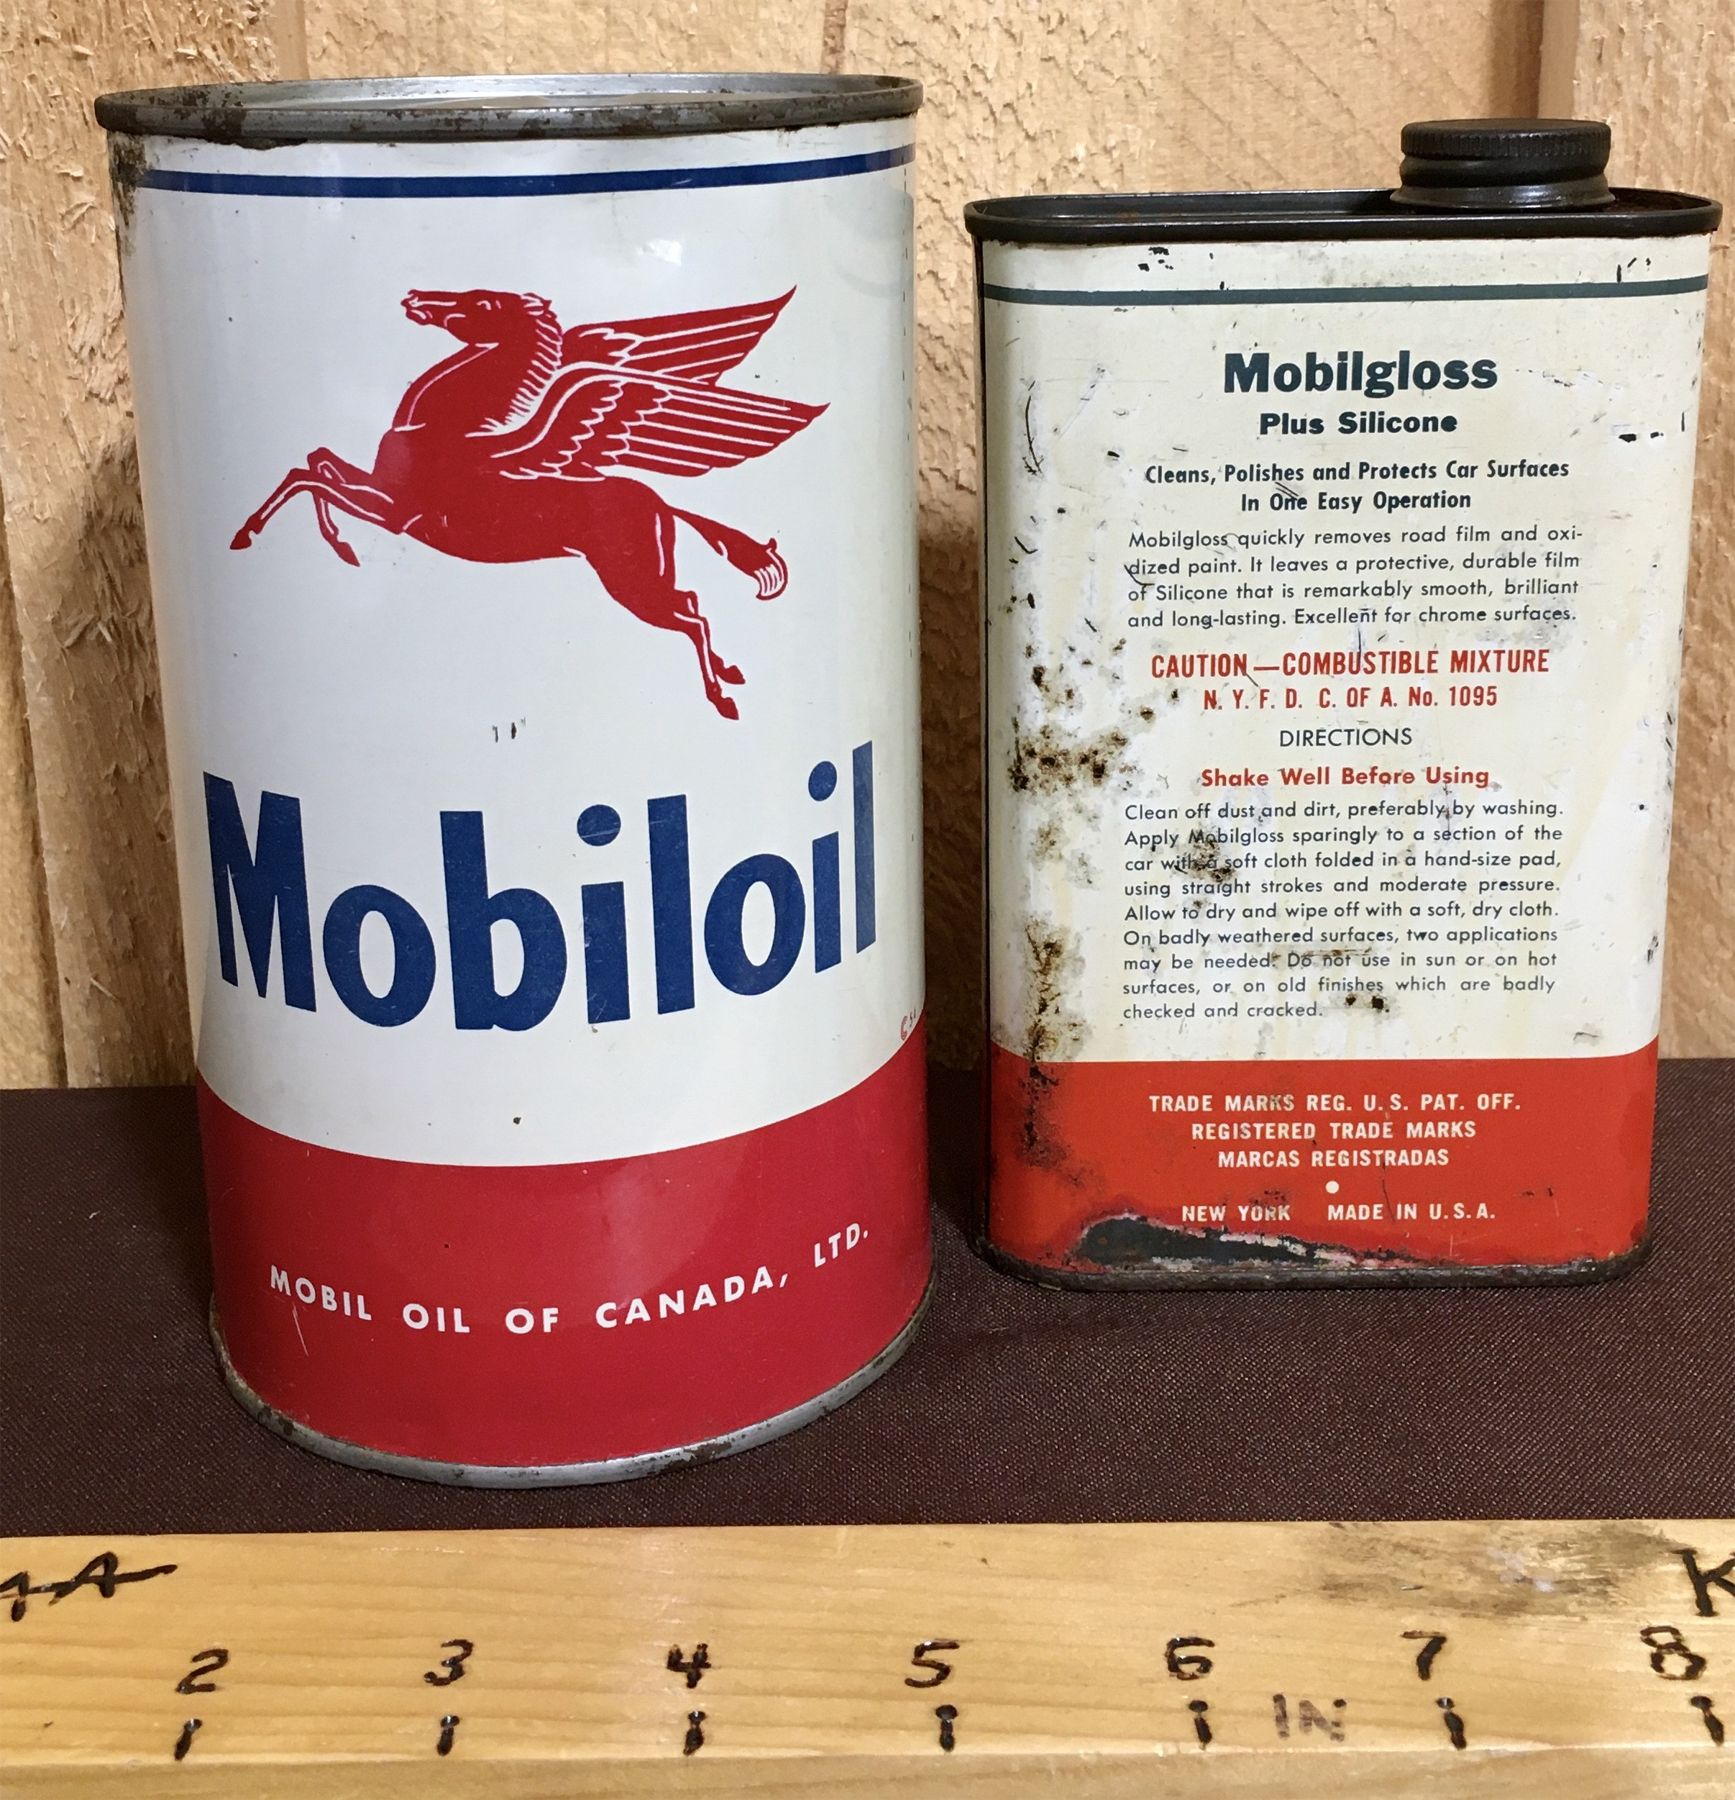 Mobiloil
MOBIL OIL OF CANADA, LTD.
Mobilgloss
Plus Silicone
Cleans, Polishes and Protects Car Surfaces
In One Easy Operation
Mobilgloss quickly removes road film and oxi-
dized paint. It leaves a protective, durable film
of Silicone that is remarkably smooth, brilliant
and long-lasting. Excellent for chrome surfaces.
CAUTION—COMBUSTIBLE MIXTURE
N. Y. F. D. C. OF A. No. 1095
DIRECTIONS
Shake Well Before Using
Clean off dust and dirt, preferably by washing.
Apply Mobilgloss sparingly to a section of the
car with a soft cloth folded in a hand-size pad,
using straight strokes and moderate pressure.
Allow to dry and wipe off with a soft, dry cloth.
On badly weathered surfaces, two applications
may be needed. Do not use in sun or on hot
surfaces, or on old finishes which are badly
checked and cracked.
TRADE MARKS REG. U. S. PAT. OFF.
REGISTERED TRADE MARKS
MARCAS REGISTRADAS
NEW YORK MADE IN U. S. A.
A K
2 3 4 5 6 7 8
IN